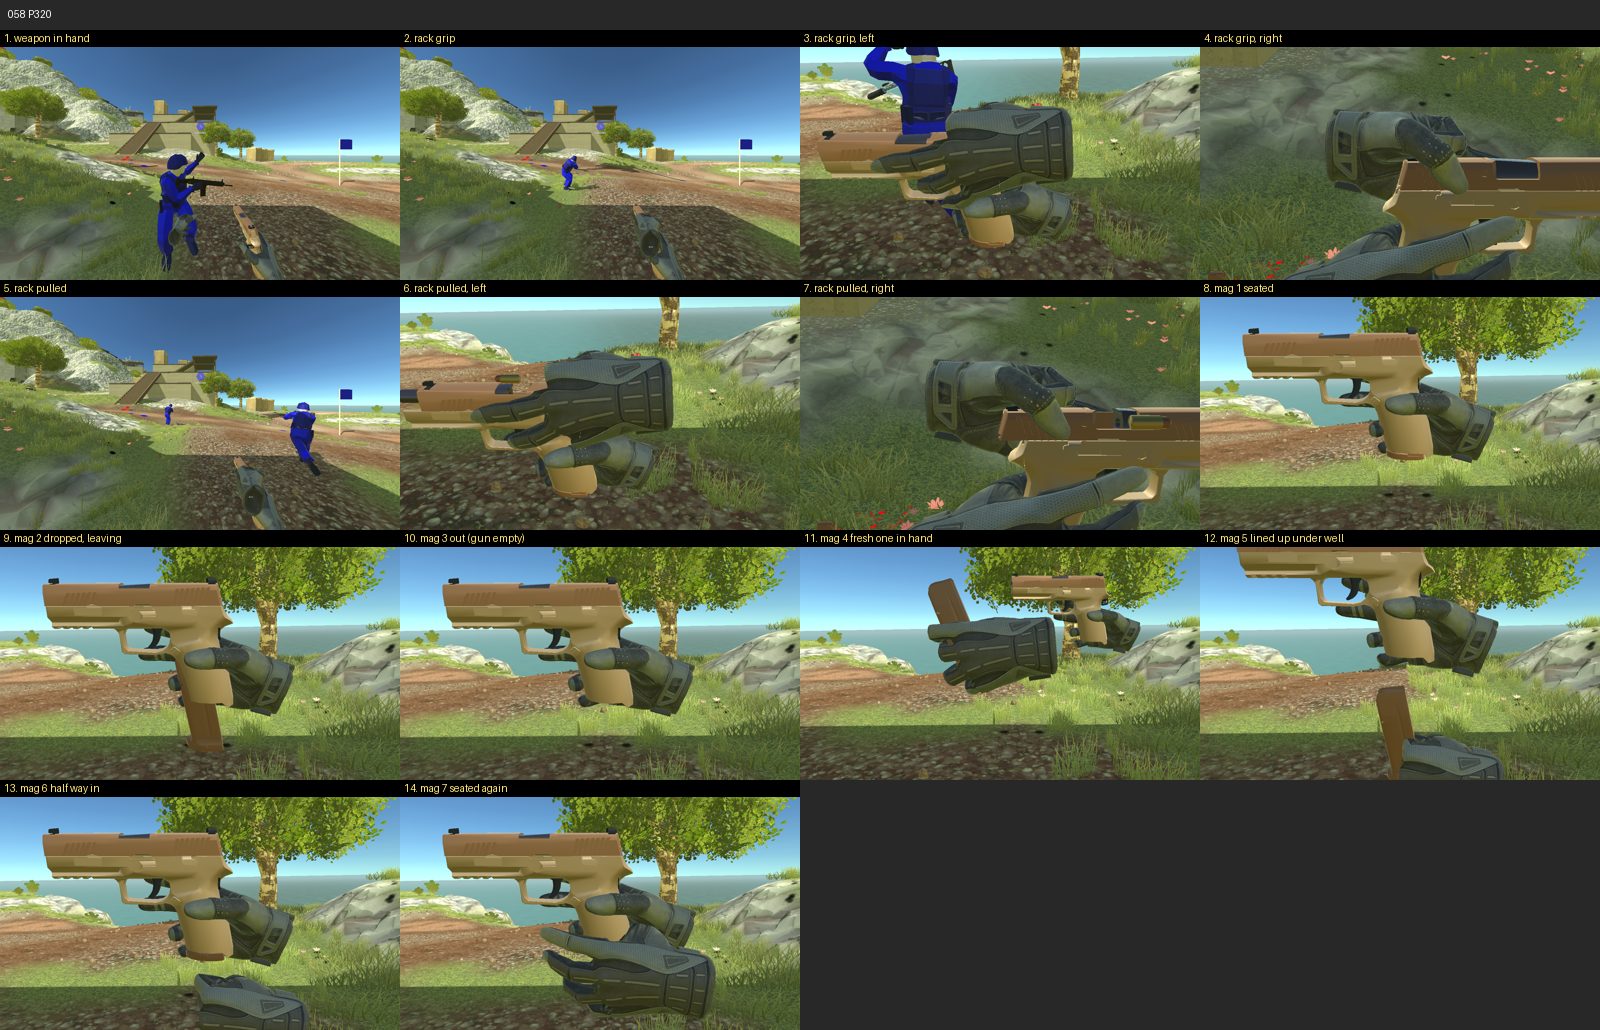 058 P320
1. weapon in hand
2. rack grip
3. rack grip, left
4. rack grip, right
5. rack pulled
6. rack pulled, left
7. rack pulled, right
8. mag 1 seated
9. mag 2 dropped, leaving
10. mag 3 out (gun empty)
11. mag 4 fresh one in hand
12. mag 5 lined up under well
13. mag 6 half way in
14. mag 7 seated again